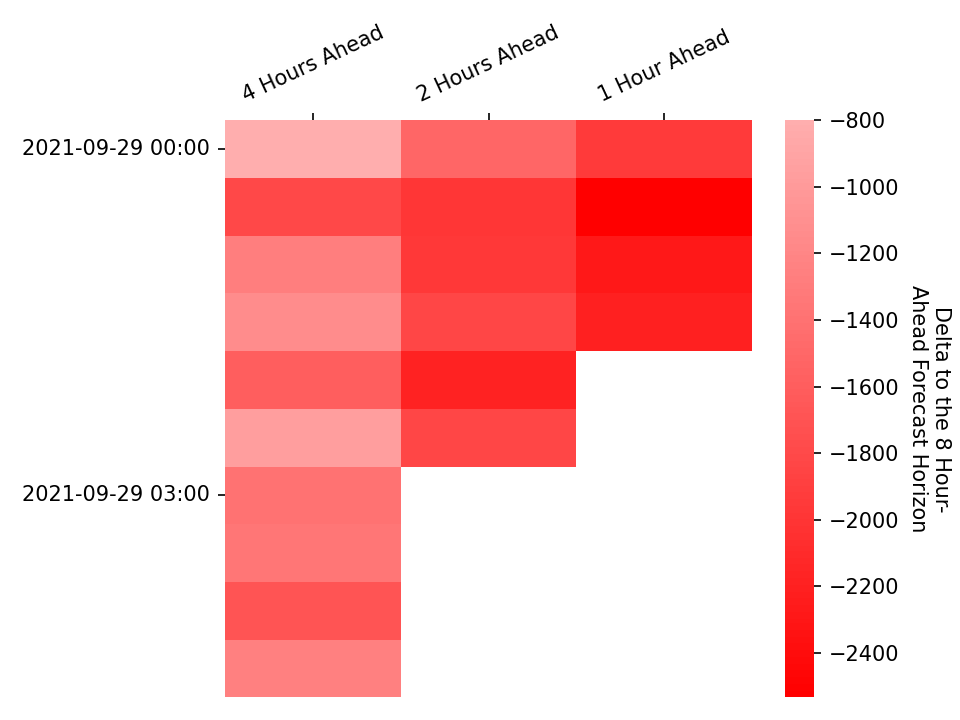 4 Hours Ahead
2 Hours Ahead
1 Hour Ahead
2021-09-29 00:00
2021-09-29 03:00
−800
−1000
−1200
−1400
−1600
−1800
−2000
−2200
−2400
Delta to the 8 Hour-
Ahead Forecast Horizon